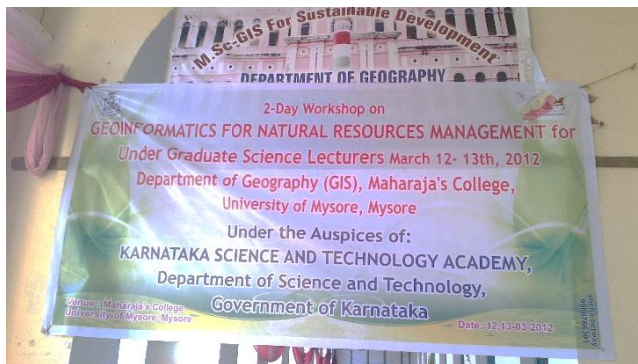 M.Sc-GIS For Sustainable Development
DEPARTMENT OF GEOGRAPHY
2-Day Workshop on
GEOINFORMATICS FOR NATURAL RESOURCES MANAGEMENT for
Under Graduate Science Lecturers March 12- 13th, 2012
Department of Geography (GIS), Maharaja's College,
University of Mysore, Mysore
Under the Auspices of:
KARNATAKA SCIENCE AND TECHNOLOGY ACADEMY,
Department of Science and Technology,
Government of Karnataka
Venue : Maharaja's College
University of Mysore, Mysore
Date: 12,13-03-2012